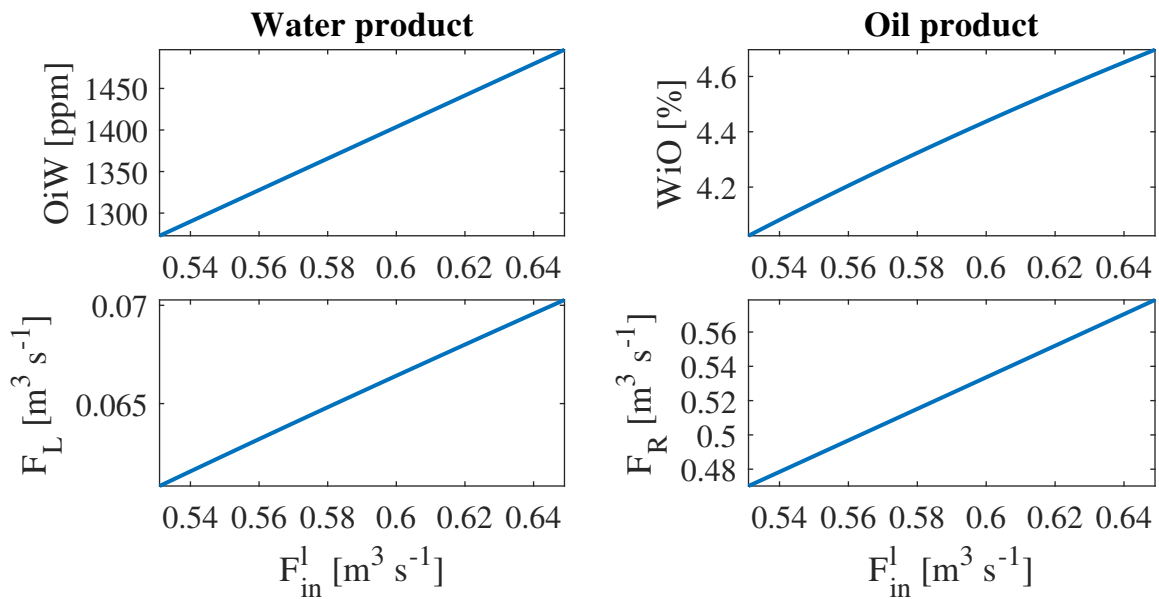 Water product
OiW [ppm]
1450
1400
1350
1300
0.54 0.56 0.58 0.6 0.62 0.64
Oil product
WiO [%]
4.6
4.4
4.2
0.54 0.56 0.58 0.6 0.62 0.64
F_L [m^3 s^-1]
0.07
0.065
0.54 0.56 0.58 0.6 0.62 0.64
F_in^l [m^3 s^-1]
F_R [m^3 s^-1]
0.56
0.54
0.52
0.5
0.48
0.54 0.56 0.58 0.6 0.62 0.64
F_in^l [m^3 s^-1]